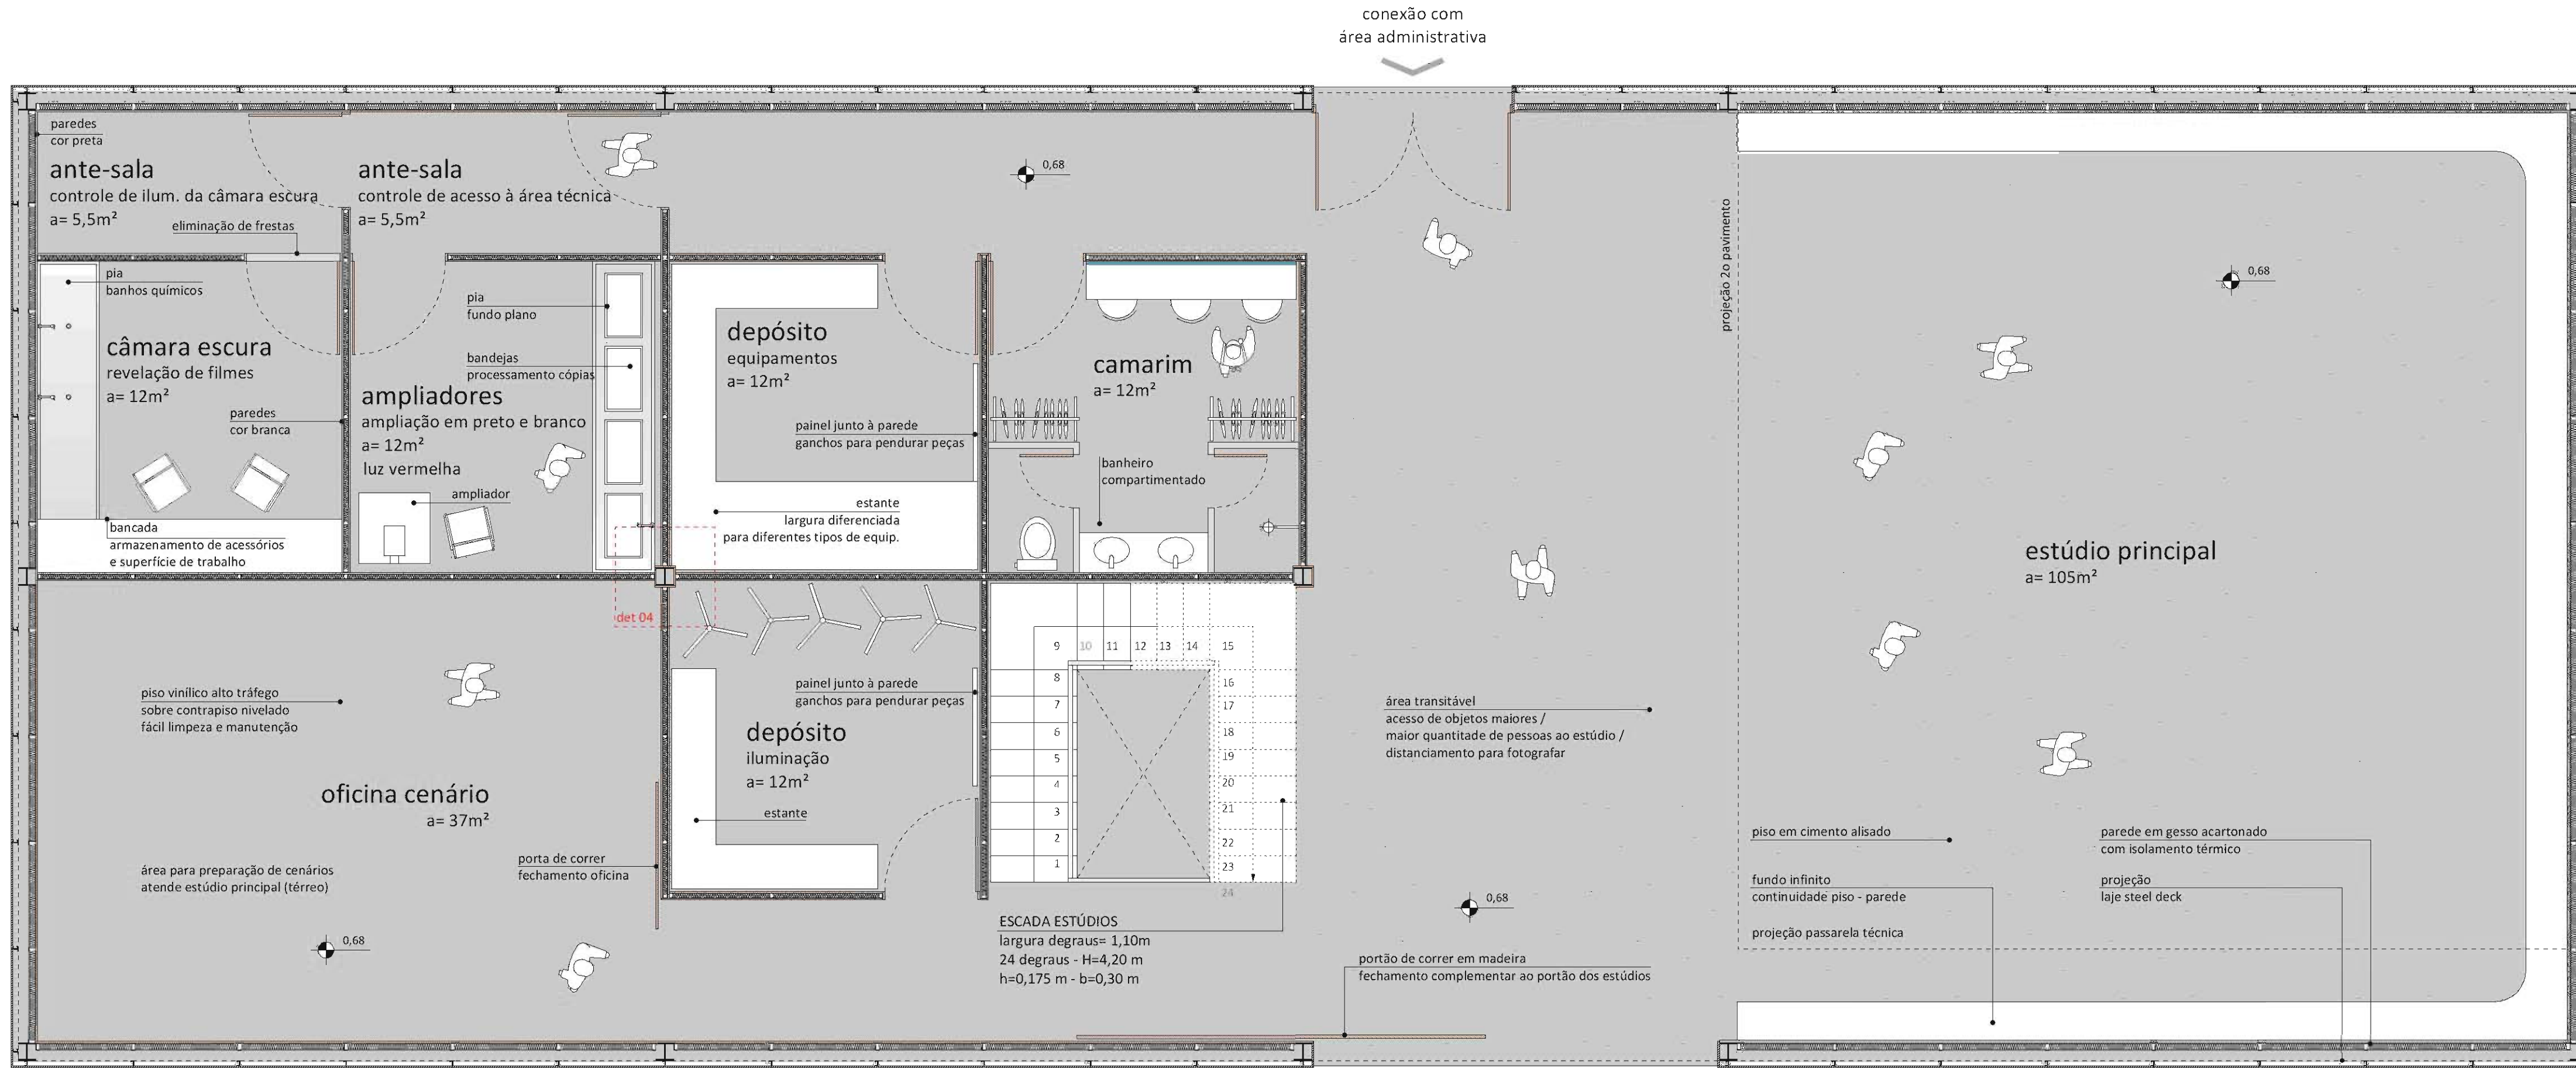 conexão com
área administrativa
paredes
cor preta
ante-sala
controle de ilum. da câmara escura
a= 5,5m²
eliminação de frestas
ante-sala
controle de acesso à área técnica
a= 5,5m²
0,68
pia
banhos químicos
câmara escura
revelação de filmes
a= 12m²
paredes
cor branca
bancada
armazenamento de acessórios
e superfície de trabalho
pia
fundo plano
bandejas
processamento cópias
ampliadores
ampliação em preto e branco
a= 12m²
luz vermelha
ampliador
depósito
equipamentos
a= 12m²
painel junto à parede
ganchos para pendurar peças
estante
largura diferenciada
para diferentes tipos de equip.
camarim
a= 12m²
banheiro
compartimentado
projeção 2o pavimento
0,68
estúdio principal
a= 105m²
det 04
piso vinílico alto tráfego
sobre contrapiso nivelado
fácil limpeza e manutenção
oficina cenário
a= 37m²
área para preparação de cenários
atende estúdio principal (térreo)
porta de correr
fechamento oficina
0,68
painel junto à parede
ganchos para pendurar peças
depósito
iluminação
a= 12m²
estante
9 10 11 12 13 14 15
8 16
7 17
6 18
5 19
4 20
3 21
2 22
1 23
24
ESCADA ESTÚDIOS
largura degraus= 1,10m
24 degraus - H=4,20 m
h=0,175 m - b=0,30 m
área transitável
acesso de objetos maiores /
maior quantitade de pessoas ao estúdio /
distanciamento para fotografar
0,68
portão de correr em madeira
fechamento complementar ao portão dos estúdios
piso em cimento alisado
fundo infinito
continuidade piso - parede
projeção passarela técnica
parede em gesso acartonado
com isolamento térmico
projeção
laje steel deck